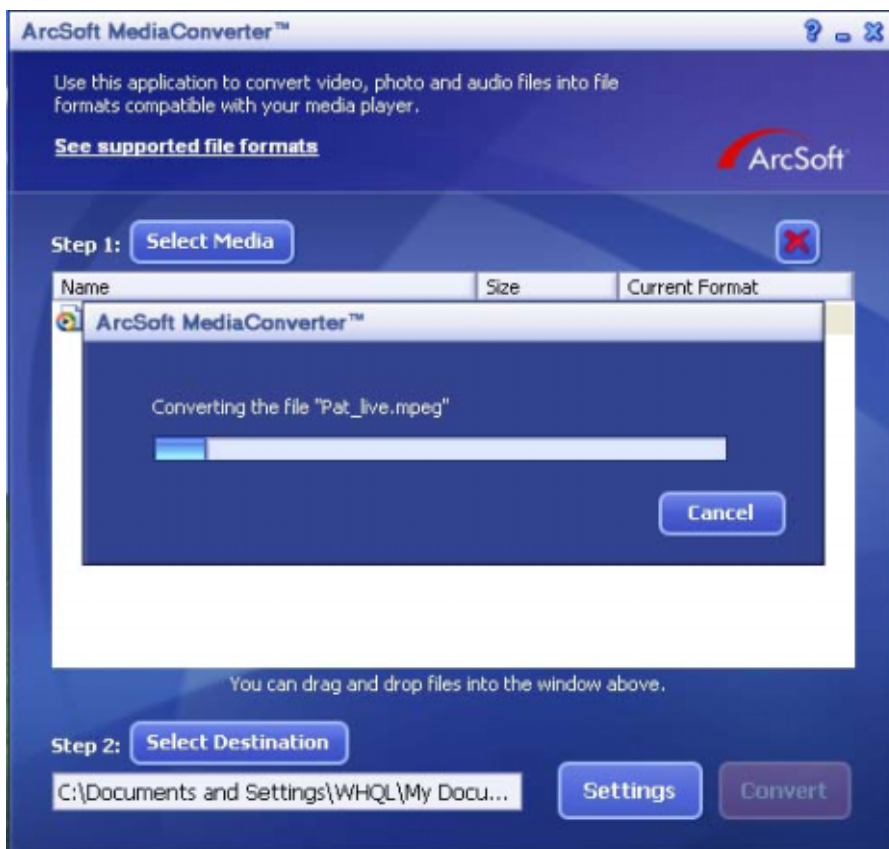 ArcSoft MediaConverter™
Use this application to convert video, photo and audio files into file
formats compatible with your media player.
See supported file formats
ArcSoft
Step 1: Select Media
Name Size Current Format
ArcSoft MediaConverter™
Converting the file "Pat_live.mpeg"
Cancel
You can drag and drop files into the window above.
Step 2: Select Destination
C:\Documents and Settings\WHQL\My Docu...
Settings
Convert